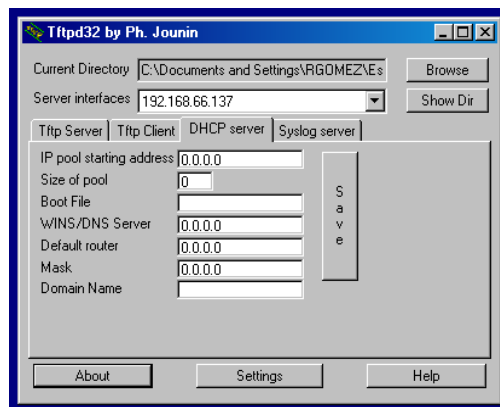 Tftpd32 by Ph. Jounin
Current Directory C:\Documents and Settings\RGOMEZ\Es Browse
Server interfaces 192.168.66.137 Show Dir
Tftp Server Tftp Client DHCP server Syslog server
IP pool starting address 0.0.0.0
Size of pool 0
Boot File
WINS/DNS Server 0.0.0.0
Default router 0.0.0.0
Mask 0.0.0.0
Domain Name
Save
About Settings Help